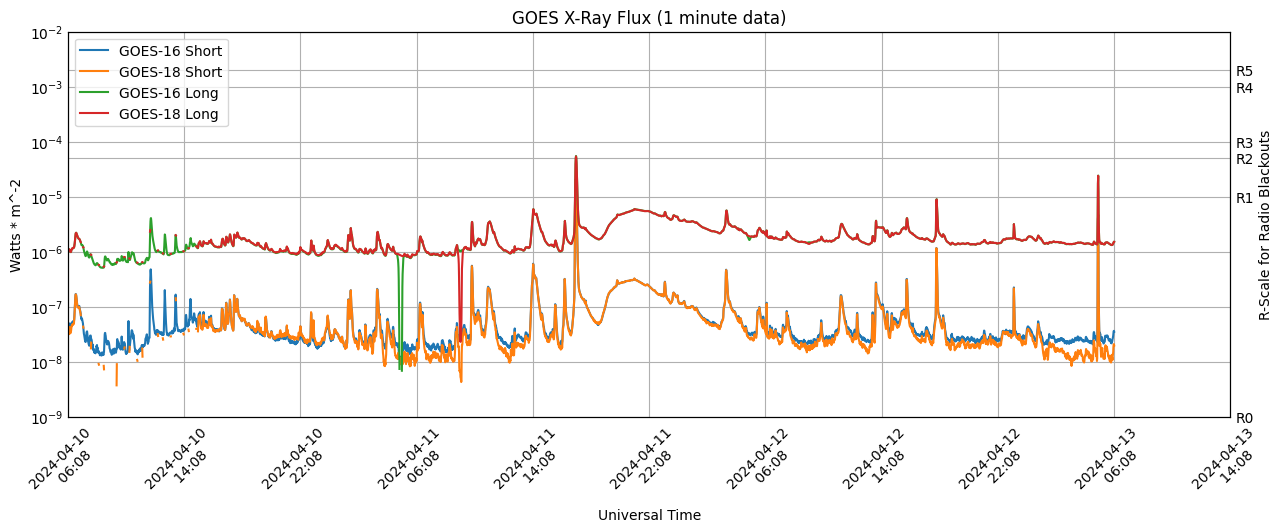 GOES X-Ray Flux (1 minute data)
GOES-16 Short
GOES-18 Short
GOES-16 Long
GOES-18 Long
10^-2
10^-3
10^-4
10^-5
10^-6
10^-7
10^-8
10^-9
Watts * m^-2
R5
R4
R3
R2
R1
R0
R-Scale for Radio Blackouts
2024-04-10
06:08
2024-04-10
14:08
2024-04-10
22:08
2024-04-11
06:08
2024-04-11
14:08
2024-04-11
22:08
2024-04-12
06:08
2024-04-12
14:08
2024-04-12
22:08
2024-04-13
06:08
2024-04-13
14:08
Universal Time